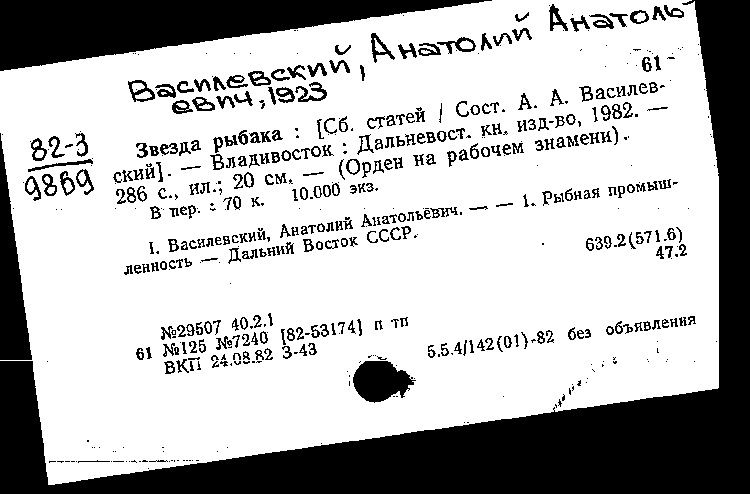 Василевский, Анатолий Анатоль-
евич, 1923
61 -
82-3
9869
Звезда рыбака : [Сб. статей / Сост. А. А. Василев-
ский]. — Владивосток : Дальневост. кн. изд-во, 1982. —
286 с., ил.; 20 см. — (Орден на рабочем знамени).
В пер. : 70 к. 10.000 экз.
I. Василевский, Анатолий Анатольевич. — — 1. Рыбная промыш-
ленность — Дальний Восток СССР.
639.2(571.6)
47.2
№29507 40.2.1
61 №125 №7240 [82-53174] п тп
ВКП 24.08.82 З-43
5.5.4/142(01)-82 без объявления